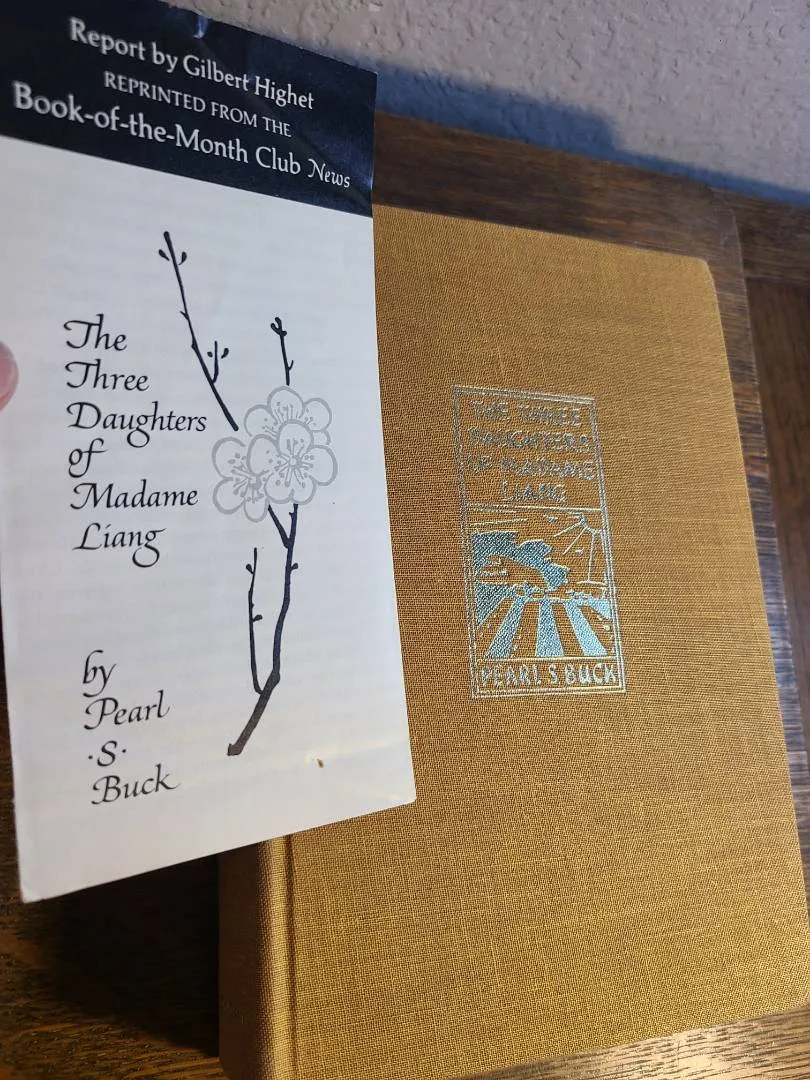 Report by Gilbert Highet
REPRINTED FROM THE
Book-of-the-Month Club News
The
Three
Daughters
of
Madame
Liang
by
Pearl
·S·
Buck
THE THREE
DAUGHTERS
OF MADAME
LIANG
PEARL S BUCK